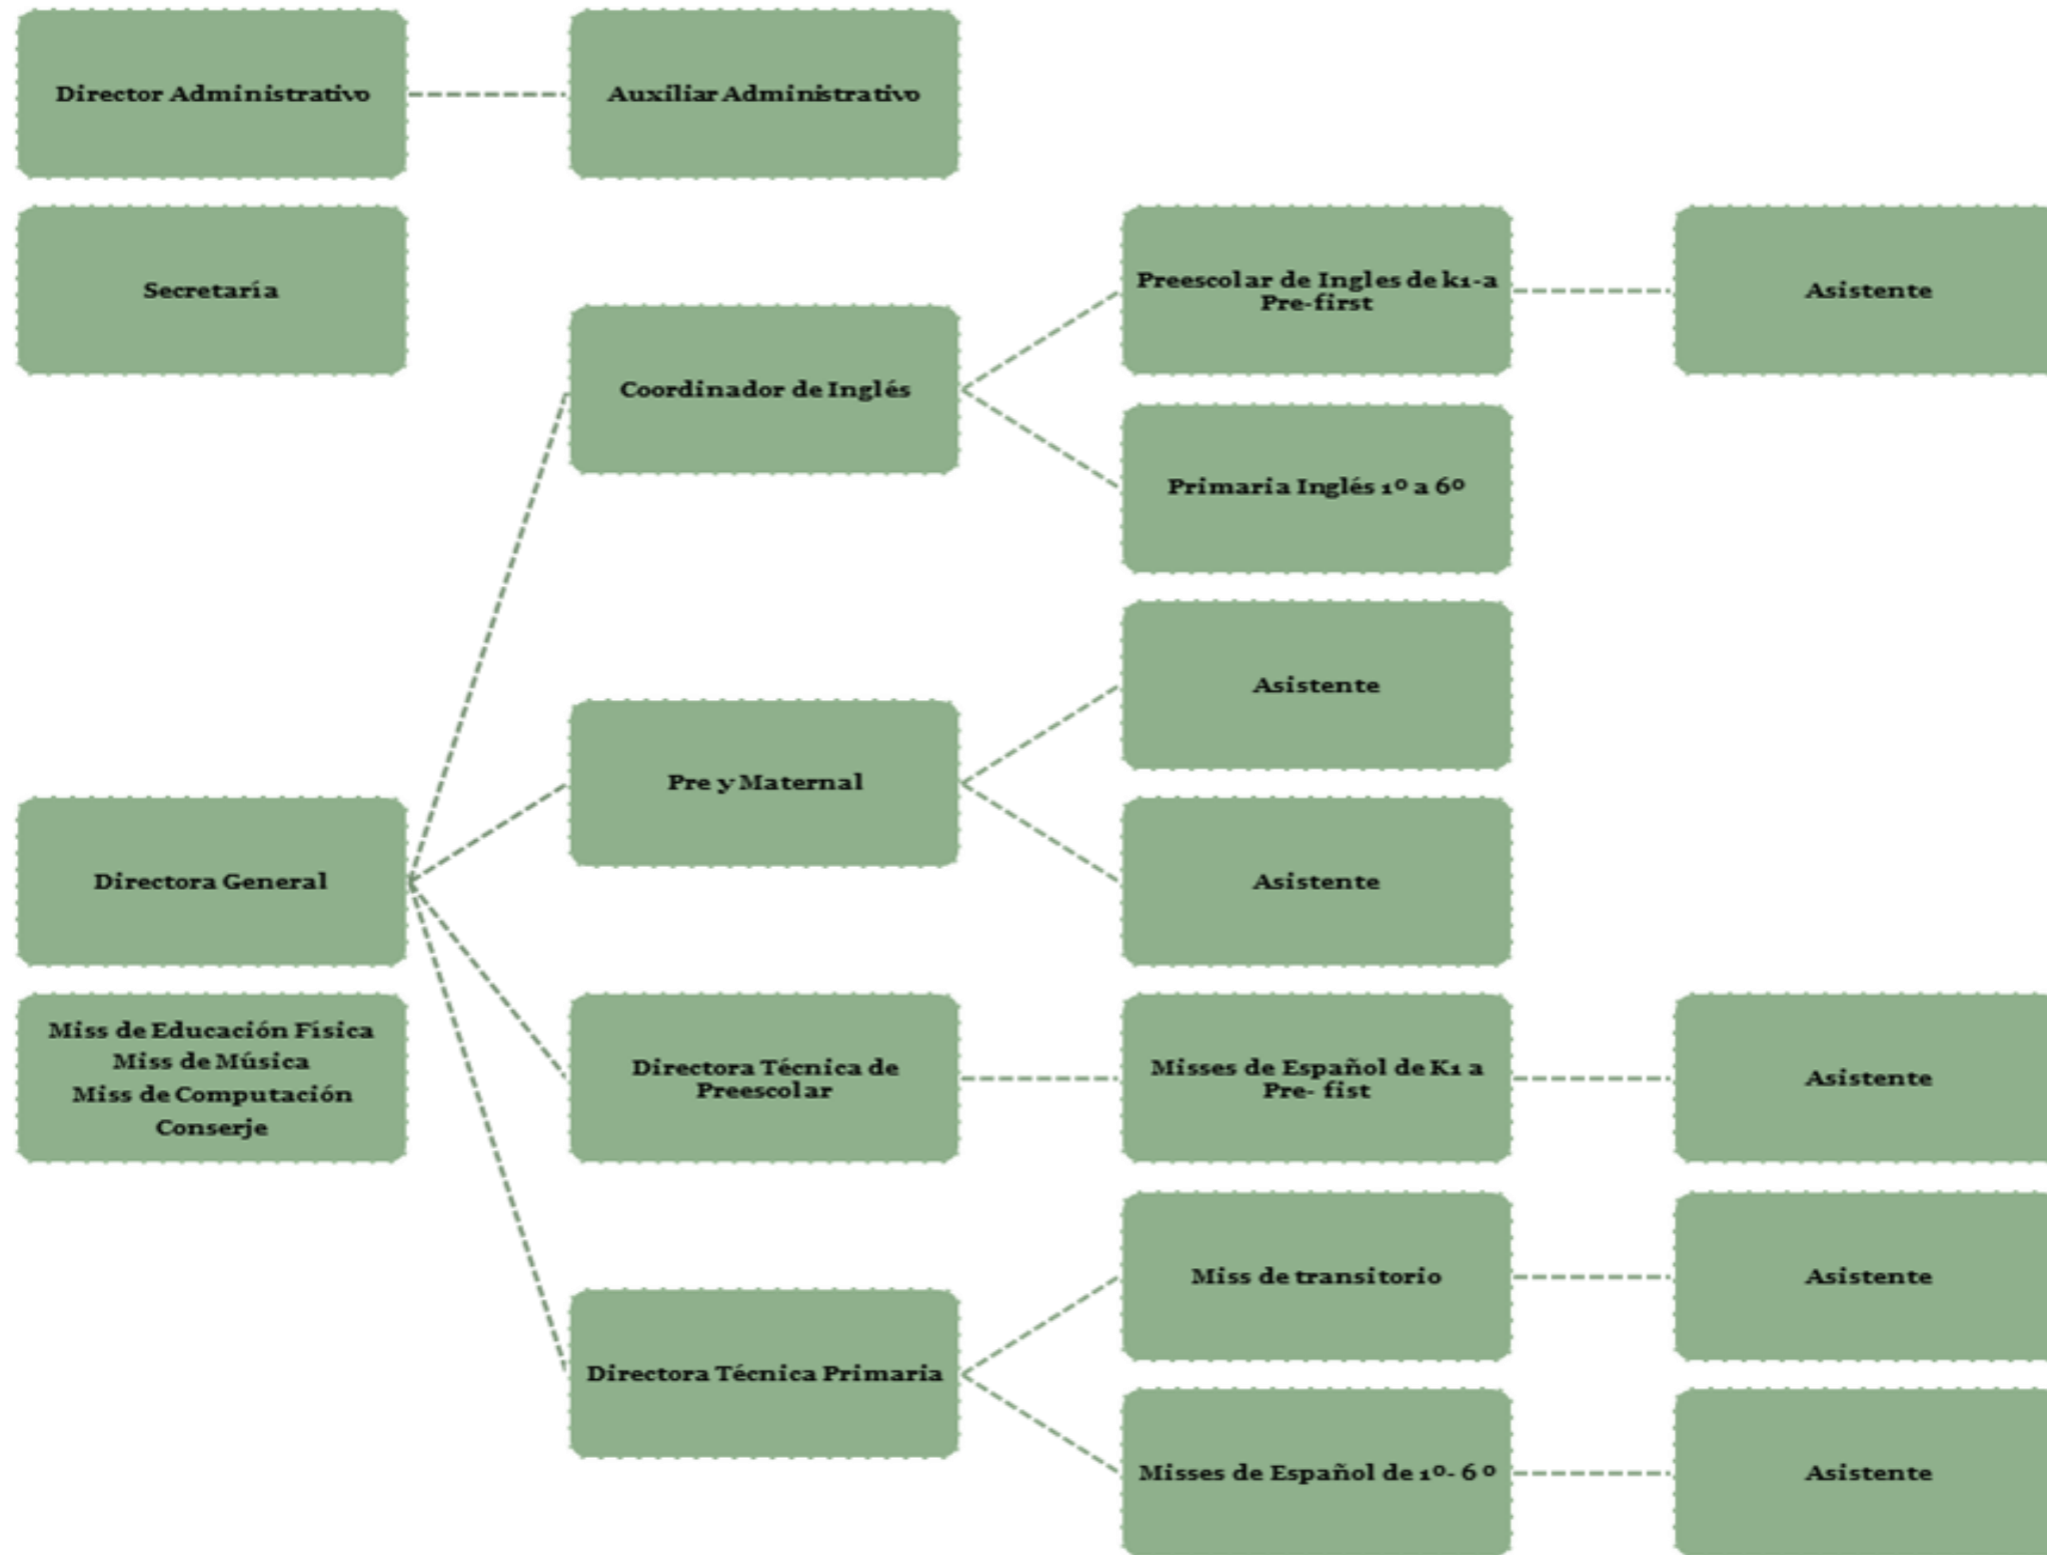 Director Administrativo
Auxiliar Administrativo
Secretaría
Preescolar de Ingles de k1-a
Pre-first
Asistente
Coordinador de Inglés
Primaria Inglés 1º a 6º
Asistente
Pre y Maternal
Directora General
Asistente
Miss de Educación Física
Miss de Música
Miss de Computación
Conserje
Directora Técnica de
Preescolar
Misses de Español de K1 a
Pre- fist
Asistente
Miss de transitorio
Asistente
Directora Técnica Primaria
Misses de Español de 1º- 6 º
Asistente